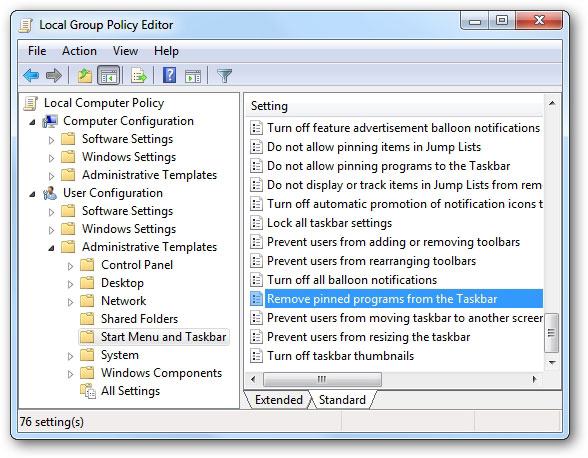 Local Group Policy Editor
File Action View Help
Local Computer Policy
Computer Configuration
Software Settings
Windows Settings
Administrative Templates
User Configuration
Software Settings
Windows Settings
Administrative Templates
Control Panel
Desktop
Network
Shared Folders
Start Menu and Taskbar
System
Windows Components
All Settings
Setting
Turn off feature advertisement balloon notifications
Do not allow pinning items in Jump Lists
Do not allow pinning programs to the Taskbar
Do not display or track items in Jump Lists from rem
Turn off automatic promotion of notification icons t
Lock all taskbar settings
Prevent users from adding or removing toolbars
Prevent users from rearranging toolbars
Turn off all balloon notifications
Remove pinned programs from the Taskbar
Prevent users from moving taskbar to another screen
Prevent users from resizing the taskbar
Turn off taskbar thumbnails
Extended Standard
76 setting(s)